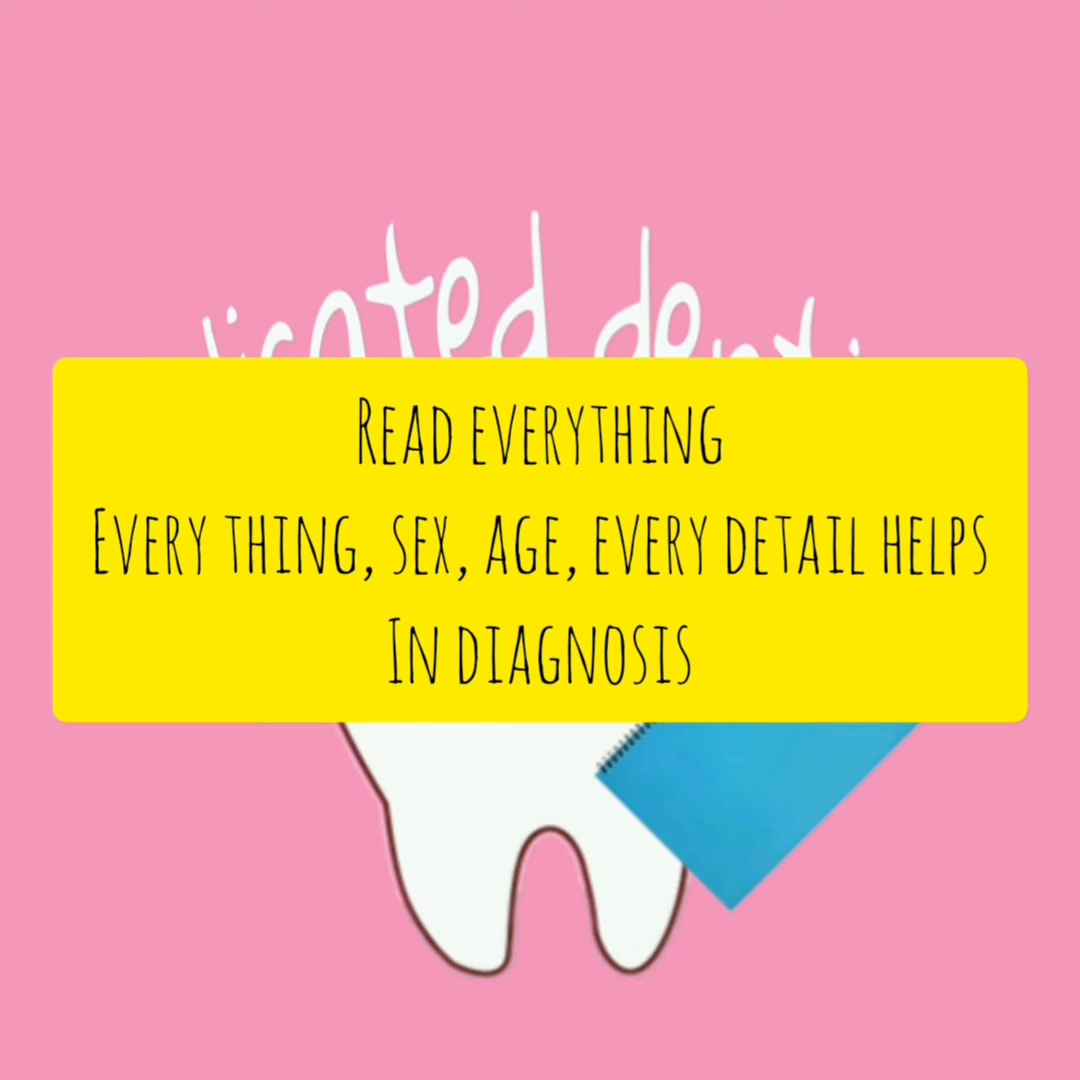 Read everything
Every thing, sex, age, every detail helps
In diagnosis